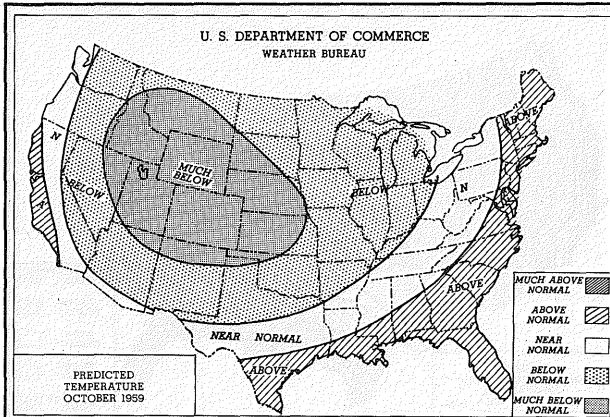 U. S. DEPARTMENT OF COMMERCE
WEATHER BUREAU
ABOVE
N
MUCH
BELOW
BELOW
BELOW
N
ABOVE
NEAR NORMAL
ABOVE
MUCH ABOVE
NORMAL
ABOVE
NORMAL
NEAR
NORMAL
BELOW
NORMAL
MUCH BELOW
NORMAL
PREDICTED
TEMPERATURE
OCTOBER 1959